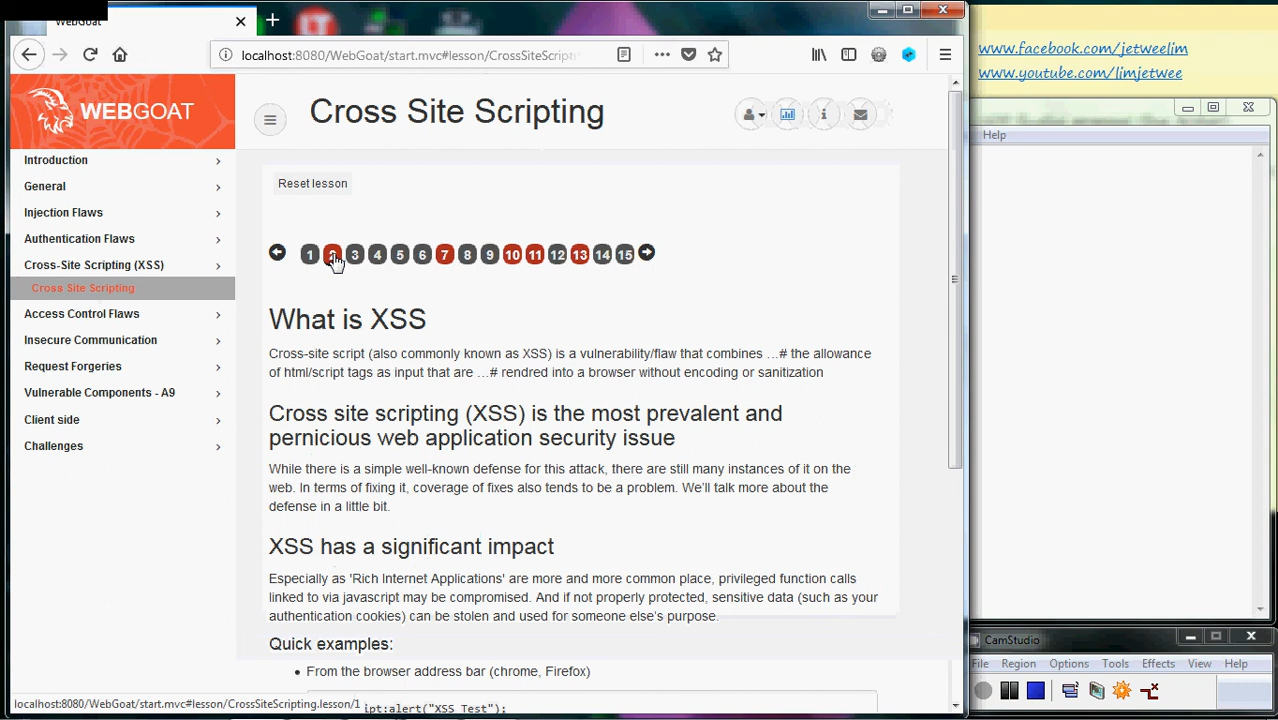 WebGoat
localhost:8080/WebGoat/start.mvc#lesson/CrossSiteScripti
www.facebook.com/jetweelim
www.youtube.com/limjetwee
WEBGOAT
Cross Site Scripting
Help
Introduction
General
Injection Flaws
Authentication Flaws
Cross-Site Scripting (XSS)
Cross Site Scripting
Access Control Flaws
Insecure Communication
Request Forgeries
Vulnerable Components - A9
Client side
Challenges
Reset lesson
1 2 3 4 5 6 7 8 9 10 11 12 13 14 15
What is XSS
Cross-site script (also commonly known as XSS) is a vulnerability/flaw that combines …# the allowance
of html/script tags as input that are …# rendred into a browser without encoding or sanitization
Cross site scripting (XSS) is the most prevalent and
pernicious web application security issue
While there is a simple well-known defense for this attack, there are still many instances of it on the
web. In terms of fixing it, coverage of fixes also tends to be a problem. We'll talk more about the
defense in a little bit.
XSS has a significant impact
Especially as 'Rich Internet Applications' are more and more common place, privileged function calls
linked to via javascript may be compromised. And if not properly protected, sensitive data (such as your
authentication cookies) can be stolen and used for someone else's purpose.
Quick examples:
• From the browser address bar (chrome, Firefox)
ipt:alert("XSS Test");
localhost:8080/WebGoat/start.mvc#lesson/CrossSiteScripting.lesson/1
CamStudio
File Region Options Tools Effects View Help